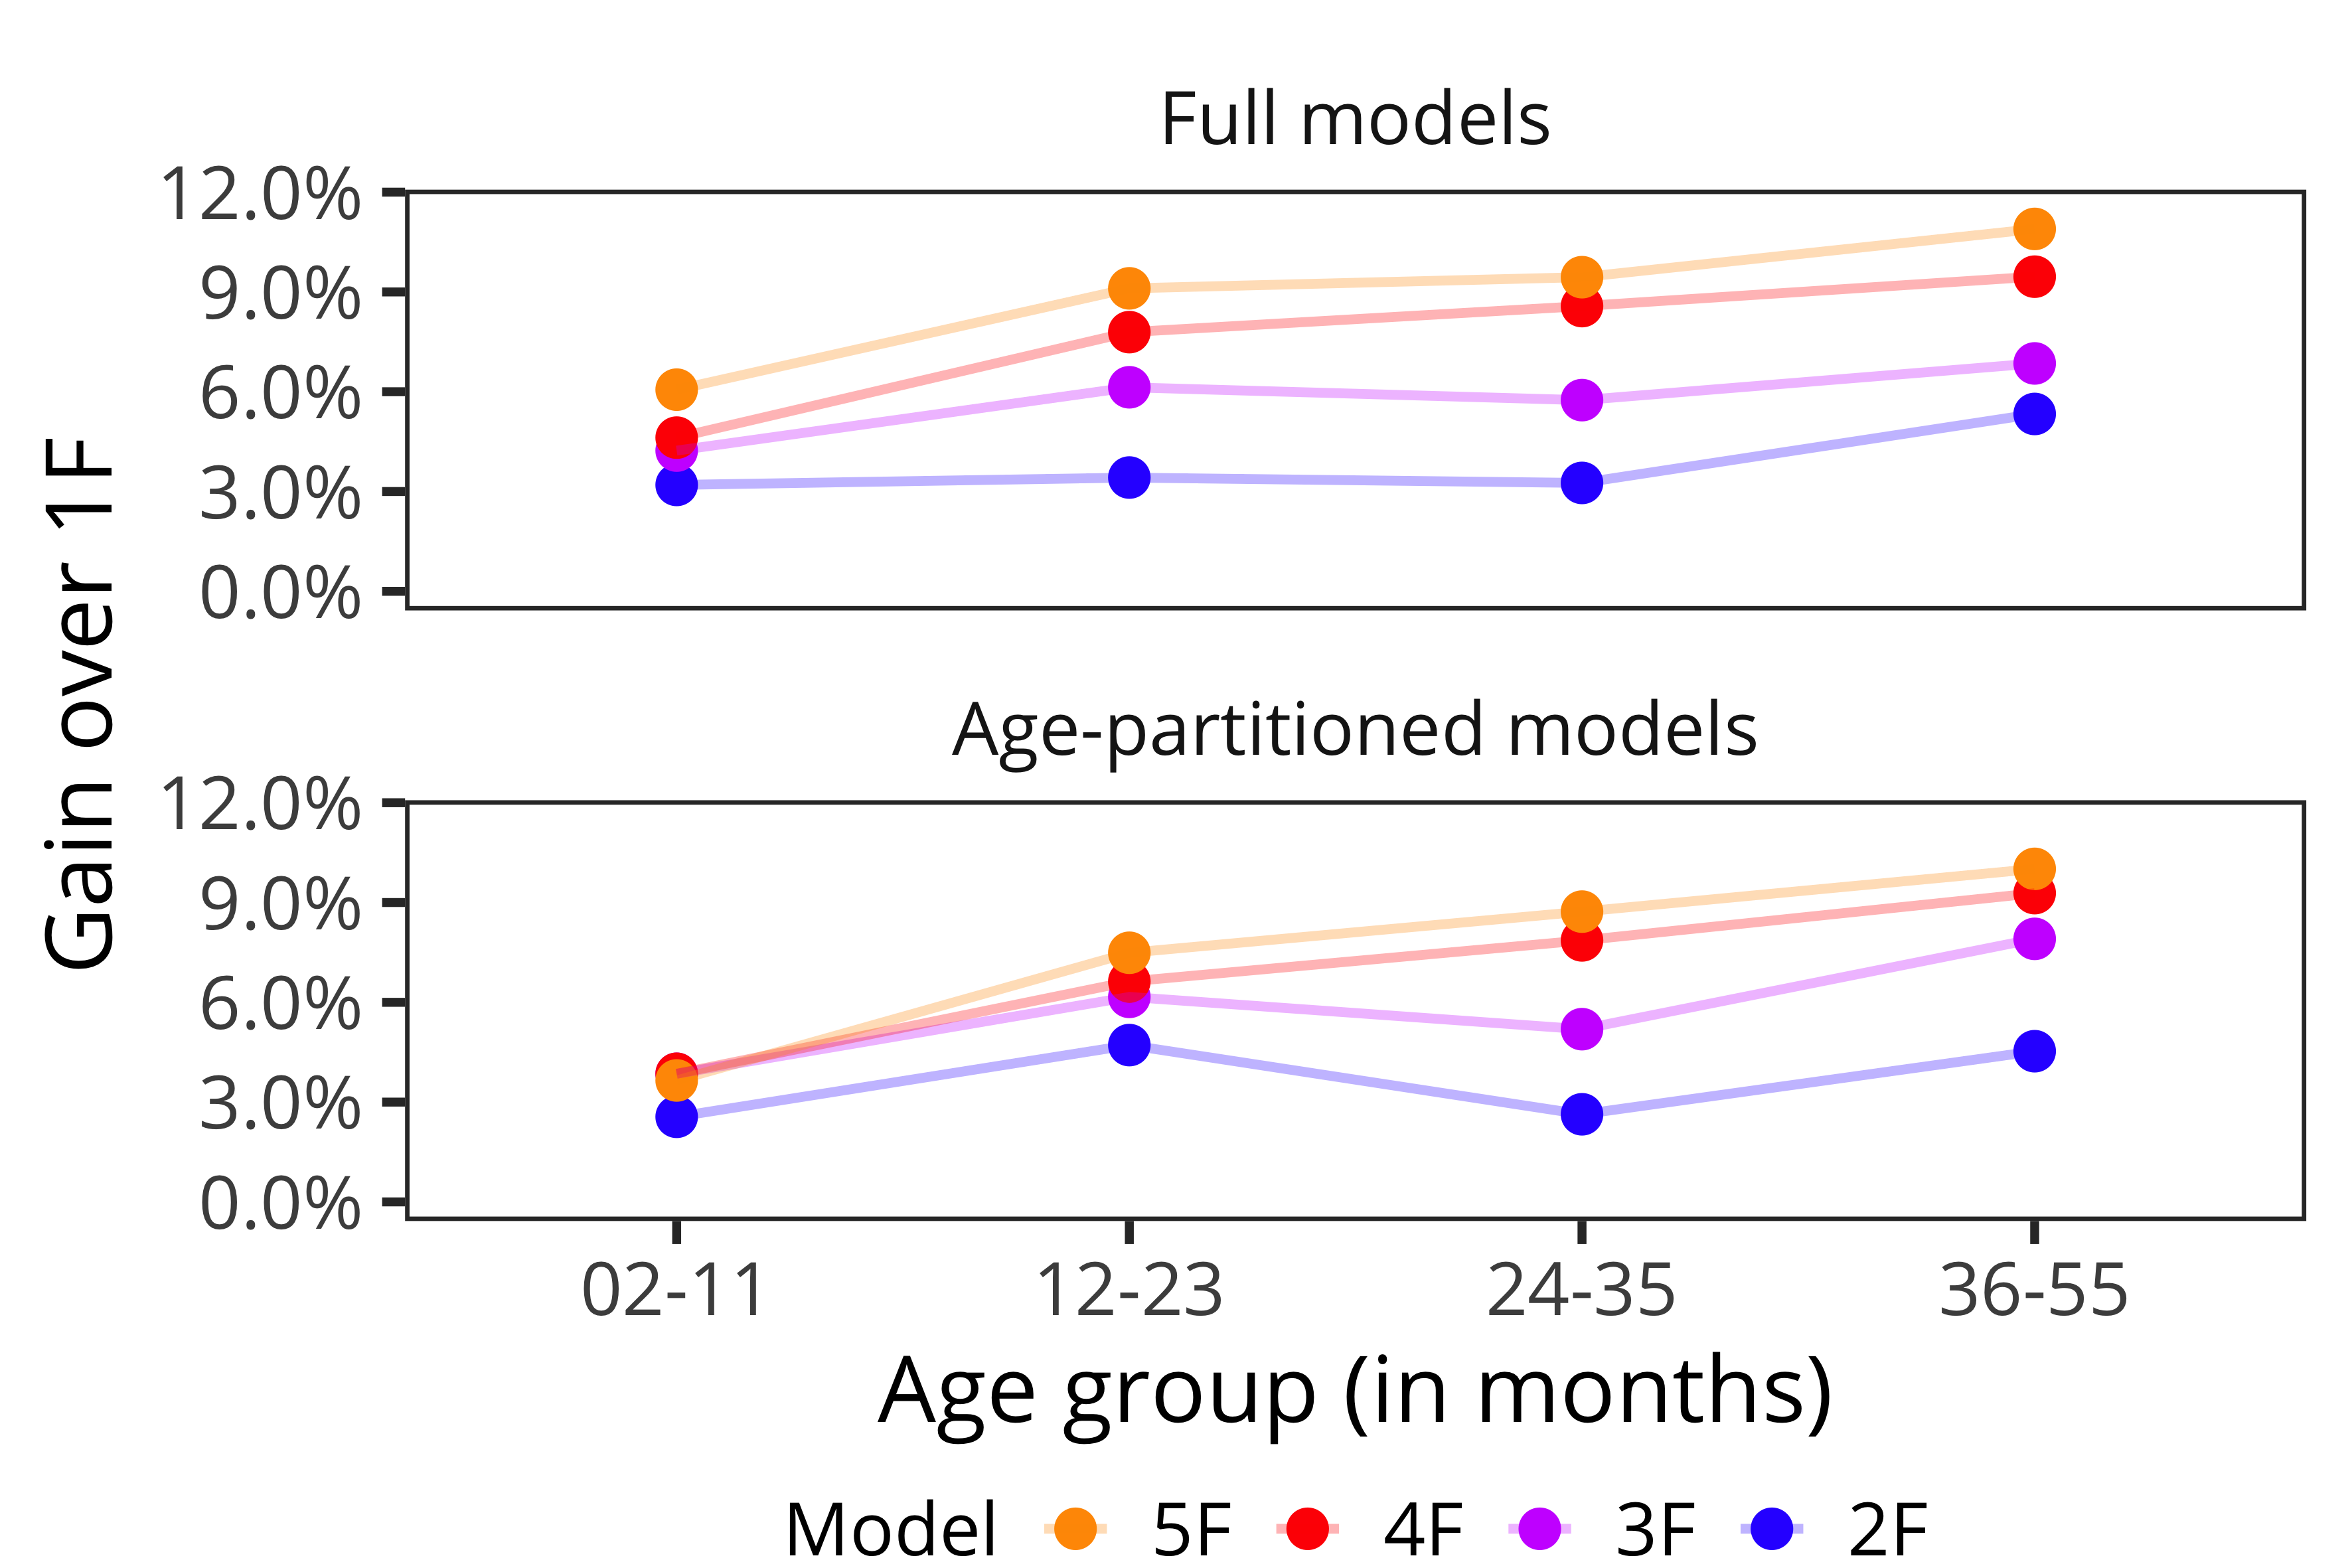 Full models
12.0%
9.0%
6.0%
3.0%
0.0%
Gain over 1F
Age-partitioned models
12.0%
9.0%
6.0%
3.0%
0.0%
02-11 12-23 24-35 36-55
Age group (in months)
Model 5F 4F 3F 2F